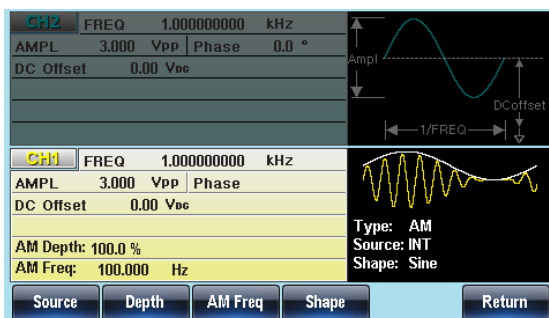 CH2 FREQ 1.000000000 kHz
AMPL 3.000 Vpp Phase 0.0 °
DC Offset 0.00 VDC
Ampl
DCoffset
1/FREQ
CH1 FREQ 1.000000000 kHz
AMPL 3.000 Vpp Phase
DC Offset 0.00 VDC
AM Depth: 100.0 %
AM Freq: 100.000 Hz
Type: AM
Source: INT
Shape: Sine
Source Depth AM Freq Shape Return